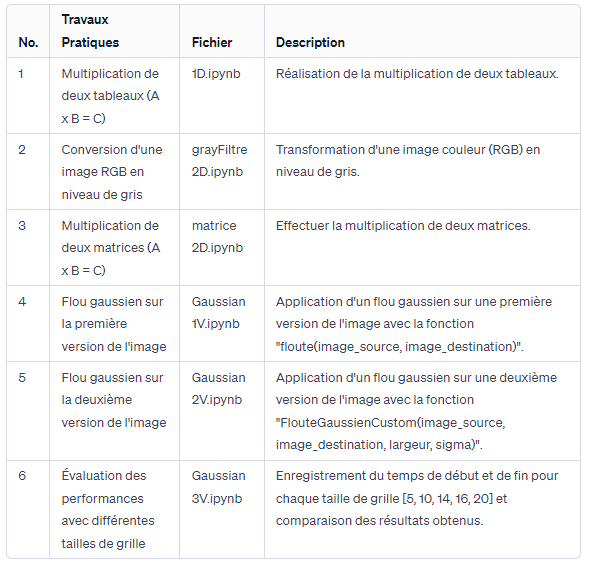 No.
Travaux
Pratiques
Fichier
Description
1
Multiplication de
deux tableaux (A
x B = C)
1D.ipynb
Réalisation de la multiplication de deux tableaux.
2
Conversion d'une
image RGB en
niveau de gris
grayFiltre
2D.ipynb
Transformation d'une image couleur (RGB) en
niveau de gris.
3
Multiplication de
deux matrices (A
x B = C)
matrice
2D.ipynb
Effectuer la multiplication de deux matrices.
4
Flou gaussien sur
la première
version de l'image
Gaussian
1V.ipynb
Application d'un flou gaussien sur une première
version de l'image avec la fonction
"floute(image_source, image_destination)".
5
Flou gaussien sur
la deuxième
version de l'image
Gaussian
2V.ipynb
Application d'un flou gaussien sur une deuxième
version de l'image avec la fonction
"FlouteGaussienCustom(image_source,
image_destination, largeur, sigma)".
6
Évaluation des
performances
avec différentes
tailles de grille
Gaussian
3V.ipynb
Enregistrement du temps de début et de fin pour
chaque taille de grille [5, 10, 14, 16, 20] et
comparaison des résultats obtenus.